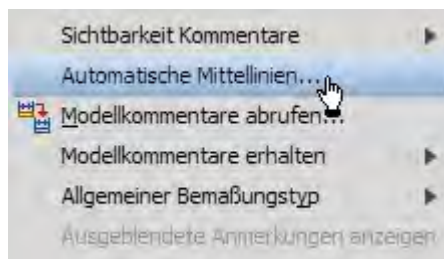 Sichtbarkeit Kommentare
Automatische Mittellinien...
Modellkommentare abrufen...
Modellkommentare erhalten
Allgemeiner Bemaßungstyp
Ausgeblendete Anmerkungen anzeigen